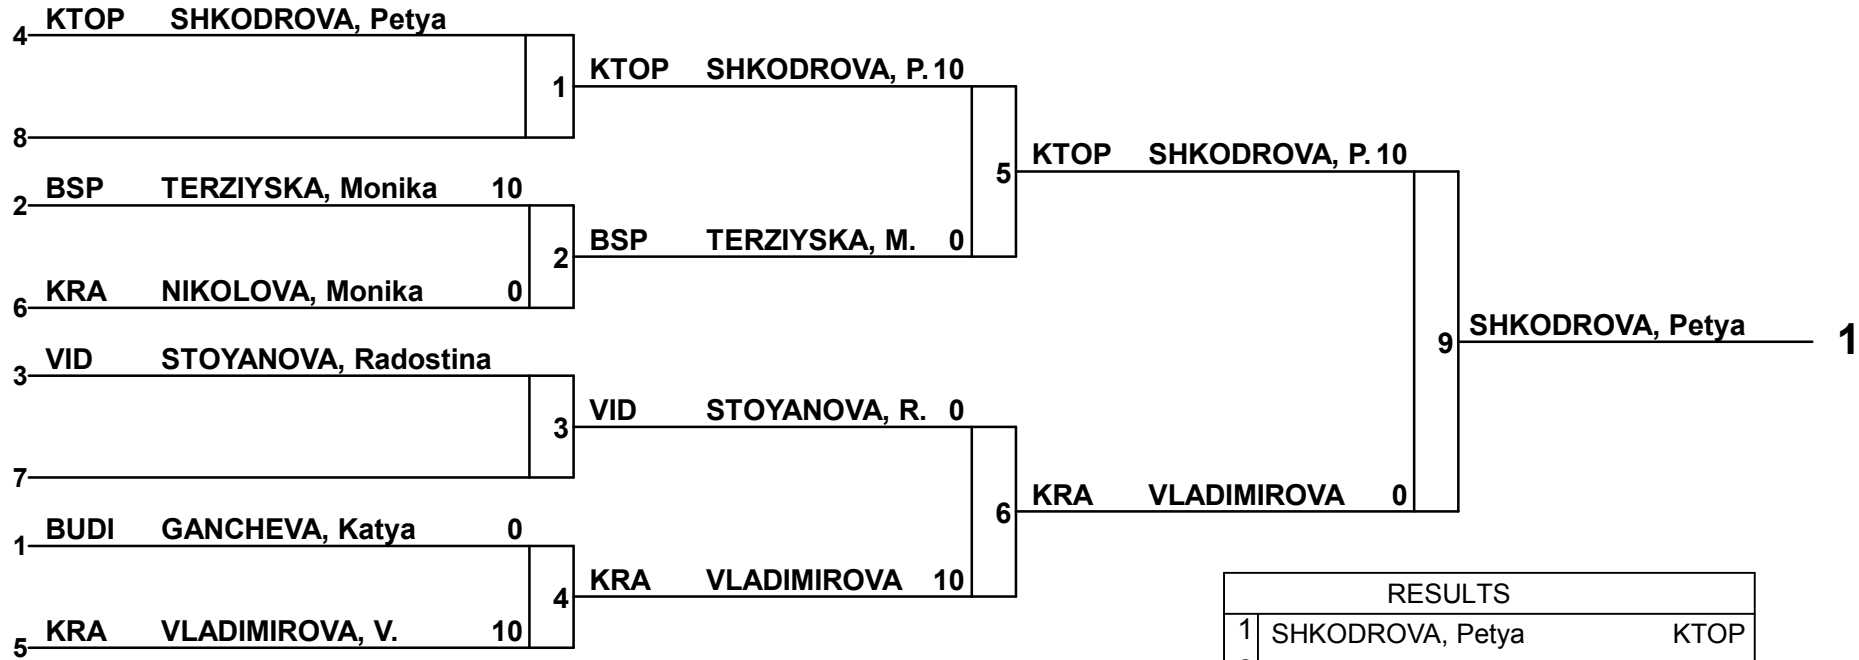 4 KTOP SHKODROVA, Petya
1 KTOP SHKODROVA, P. 10
8
5 KTOP SHKODROVA, P. 10
2 BSP TERZIYSKA, Monika 10
2 BSP TERZIYSKA, M. 0
6 KRA NIKOLOVA, Monika 0
9 SHKODROVA, Petya 1
3 VID STOYANOVA, Radostina
3 VID STOYANOVA, R. 0
7
6 KRA VLADIMIROVA 0
1 BUDI GANCHEVA, Katya 0
4 KRA VLADIMIROVA 10
5 KRA VLADIMIROVA, V. 10
RESULTS
1 SHKODROVA, Petya KTOP